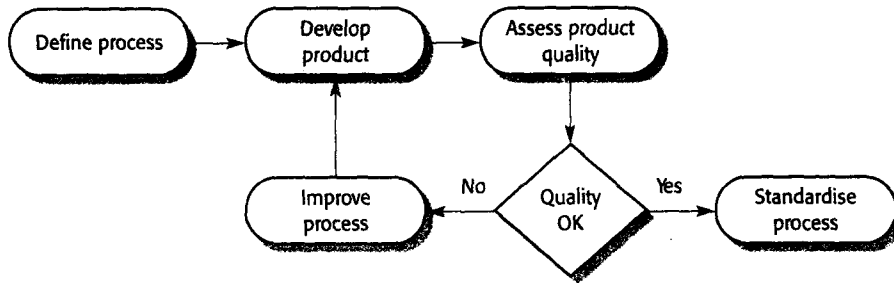 Define process
Develop
product
Assess product
quality
No
Yes
Improve
process
Quality
OK
Standardise
process